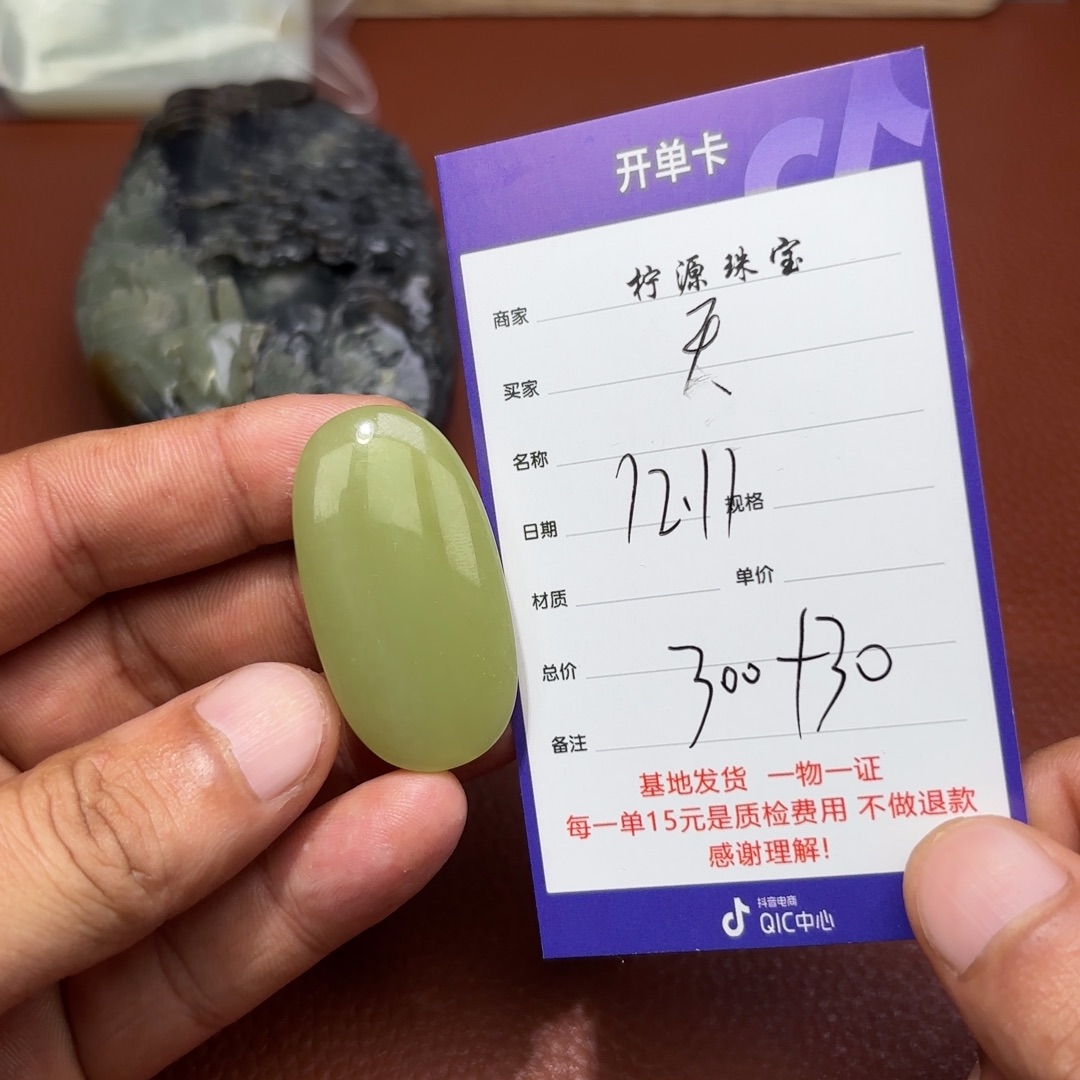 开单卡
商家 柠源珠宝
买家
名称
日期 12.11 规格
材质 单价
总价 300+30
备注
基地发货 一物一证
每一单15元是质检费用 不做退款
感谢理解!
抖音电商
QIC中心